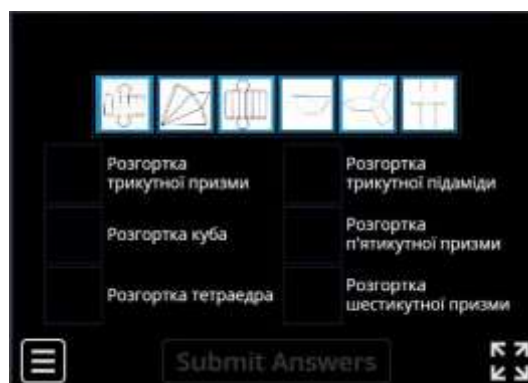 Розгортка
трикутної призми
Розгортка
трикутної підаміди
Розгортка куба
Розгортка
п'ятикутної призми
Розгортка тетраедра
Розгортка
шестикутної призми
Submit Answers